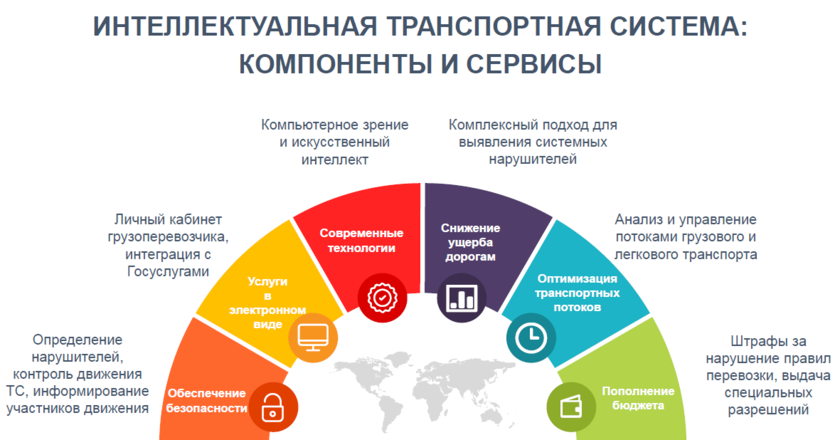 ИНТЕЛЛЕКТУАЛЬНАЯ ТРАНСПОРТНАЯ СИСТЕМА:
КОМПОНЕНТЫ И СЕРВИСЫ
Определение
нарушителей,
контроль движения
ТС, информирование
участников движения
Обеспечение
безопасности
Личный кабинет
грузоперевозчика,
интеграция с
Госуслугами
Услуги
в
электронном
виде
Компьютерное зрение
и искусственный
интеллект
Современные
технологии
Комплексный подход для
выявления системных
нарушителей
Снижение
ущерба
дорогам
Анализ и управление
потоками грузового и
легкового транспорта
Оптимизация
транспортных
потоков
Штрафы за
нарушение правил
перевозки, выдача
специальных
разрешений
Пополнение
бюджета